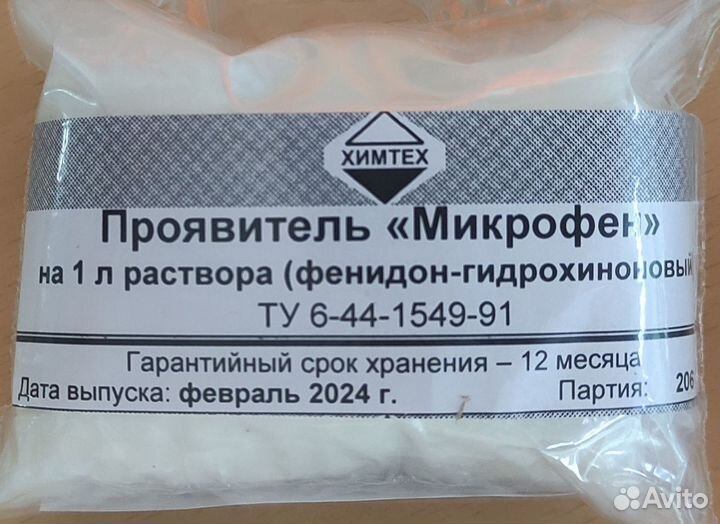 ХИМТЕХ
Проявитель «Микрофен»
на 1 л раствора (фенидон-гидрохиноновый
ТУ 6-44-1549-91
Гарантийный срок хранения – 12 месяца
Дата выпуска: февраль 2024 г. Партия: 206
Avito